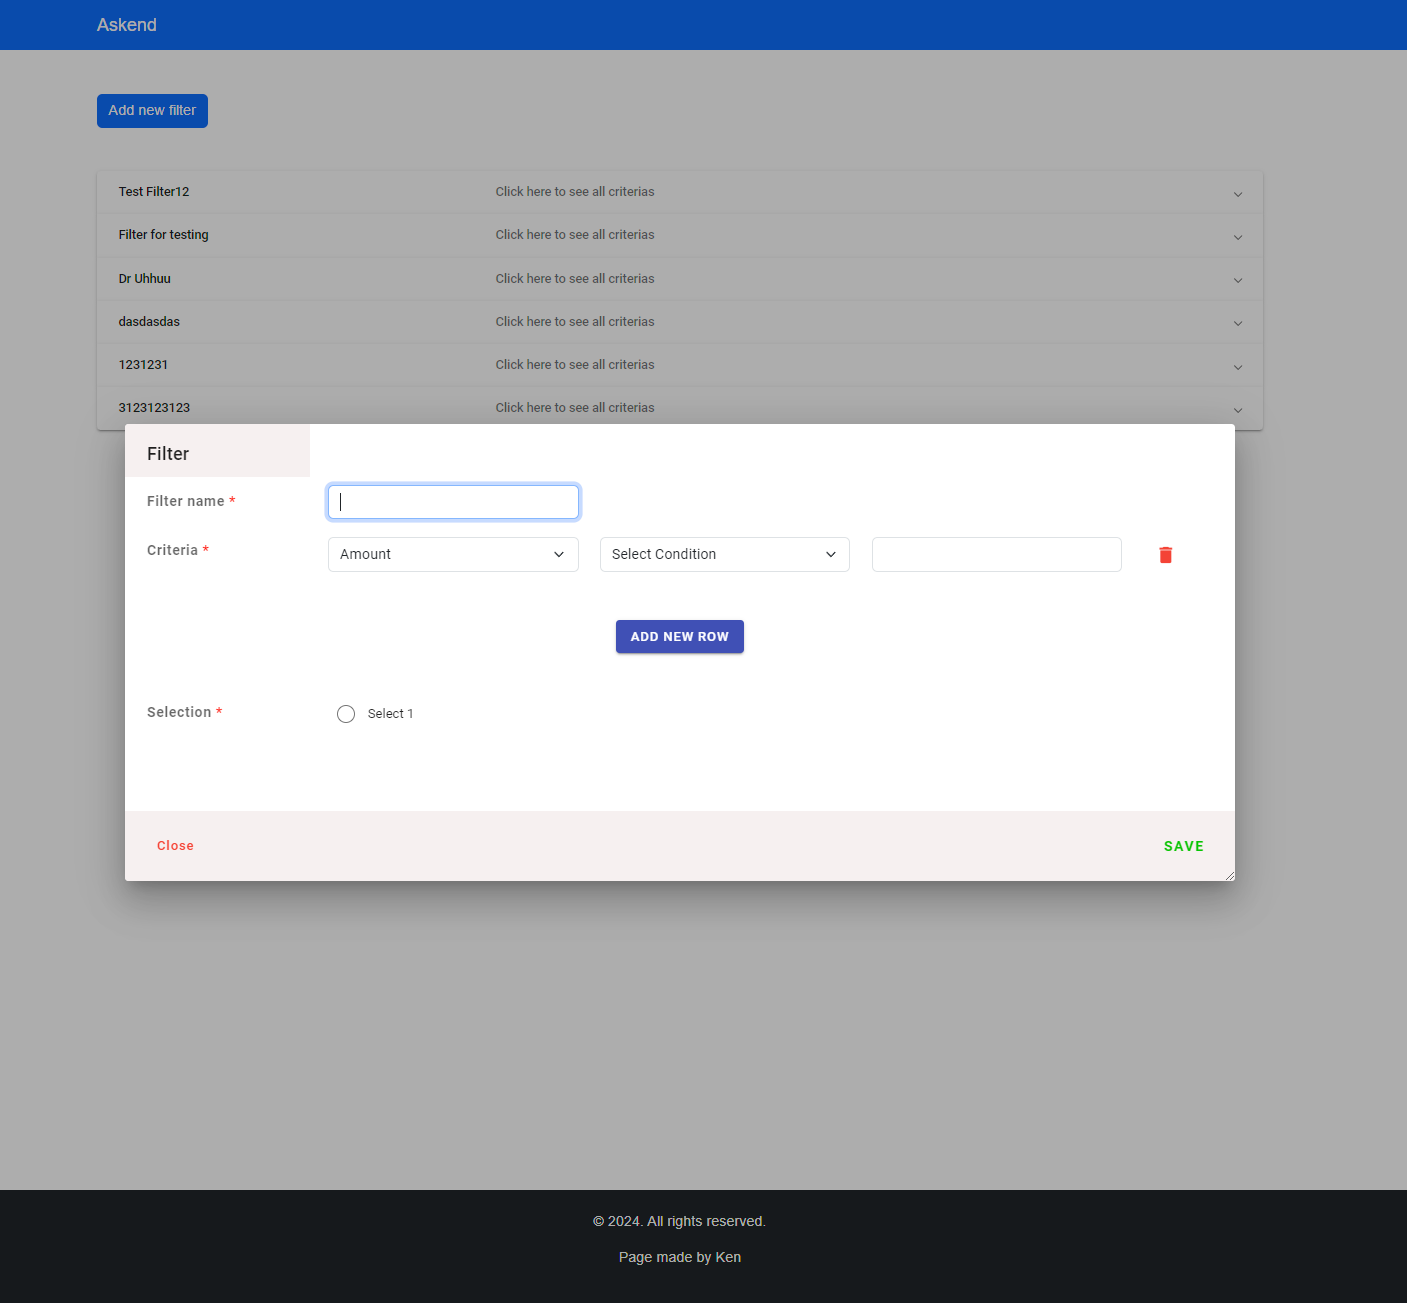 Askend
Add new filter
Test Filter12 Click here to see all criterias
Filter for testing Click here to see all criterias
Dr Uhhuu Click here to see all criterias
dasdasdas Click here to see all criterias
1231231 Click here to see all criterias
3123123123 Click here to see all criterias
Filter
Filter name *
Criteria * Amount Select Condition
ADD NEW ROW
Selection * Select 1
Close SAVE
© 2024. All rights reserved.
Page made by Ken